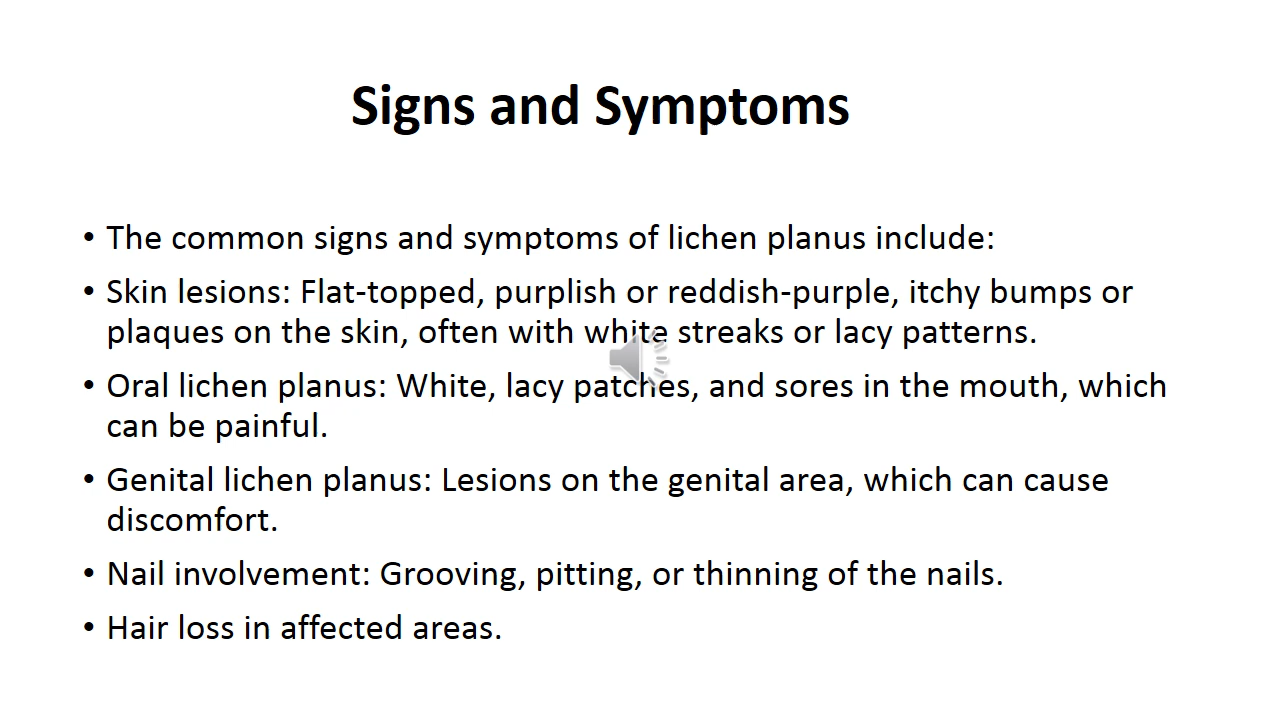 Signs and Symptoms
• The common signs and symptoms of lichen planus include:
• Skin lesions: Flat-topped, purplish or reddish-purple, itchy bumps or
plaques on the skin, often with white streaks or lacy patterns.
• Oral lichen planus: White, lacy patches, and sores in the mouth, which
can be painful.
• Genital lichen planus: Lesions on the genital area, which can cause
discomfort.
• Nail involvement: Grooving, pitting, or thinning of the nails.
• Hair loss in affected areas.